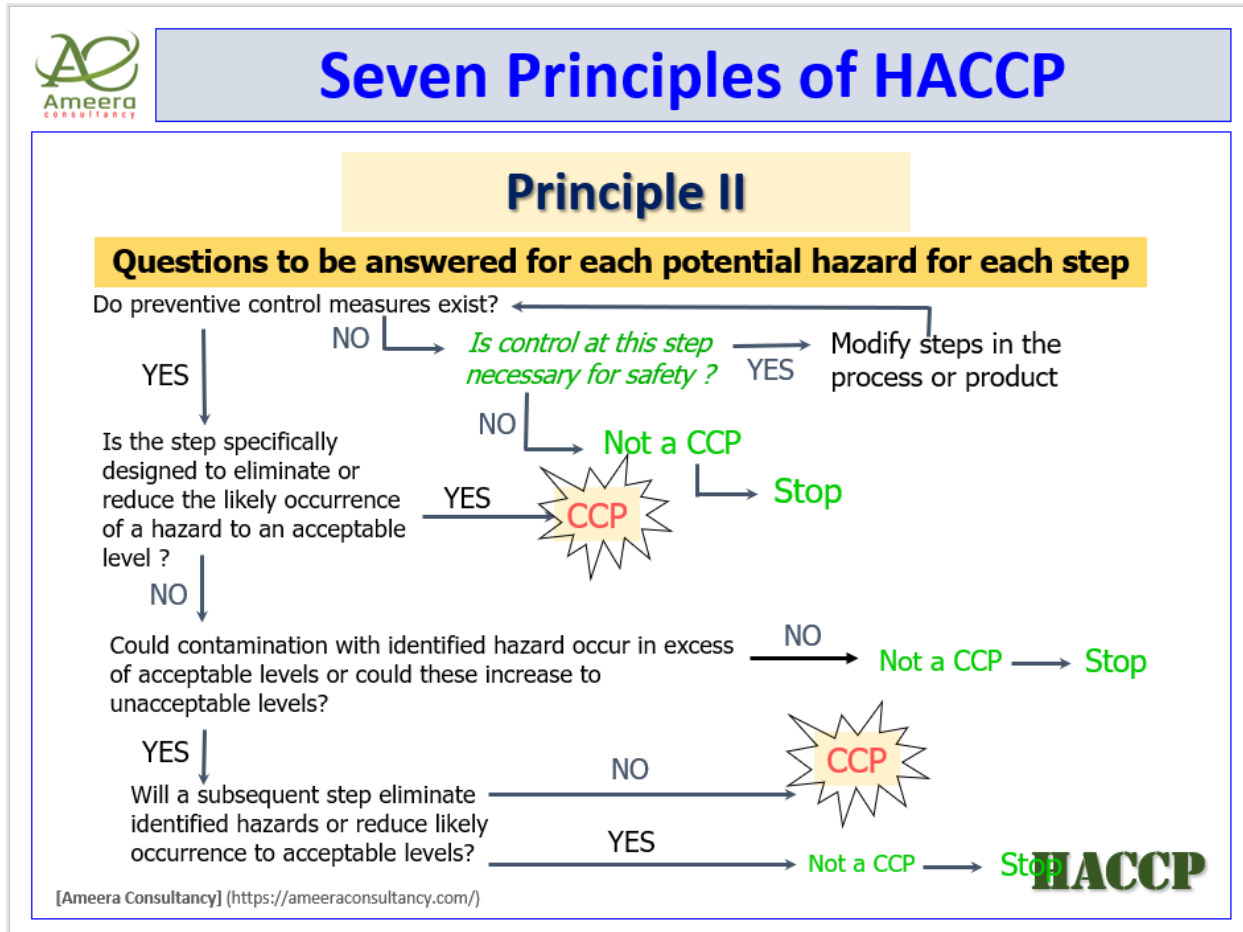 Ameera
consultancy
Seven Principles of HACCP
Principle II
Questions to be answered for each potential hazard for each step
Do preventive control measures exist?
NO
Is control at this step
necessary for safety ?
YES
Modify steps in the
process or product
YES
NO
Not a CCP
Stop
Is the step specifically
designed to eliminate or
reduce the likely occurrence
of a hazard to an acceptable
level ?
YES
CCP
NO
Could contamination with identified hazard occur in excess
of acceptable levels or could these increase to
unacceptable levels?
NO
Not a CCP
Stop
YES
Will a subsequent step eliminate
identified hazards or reduce likely
occurrence to acceptable levels?
NO
CCP
YES
Not a CCP
Stop
HACCP
[Ameera Consultancy] (https://ameeraconsultancy.com/)